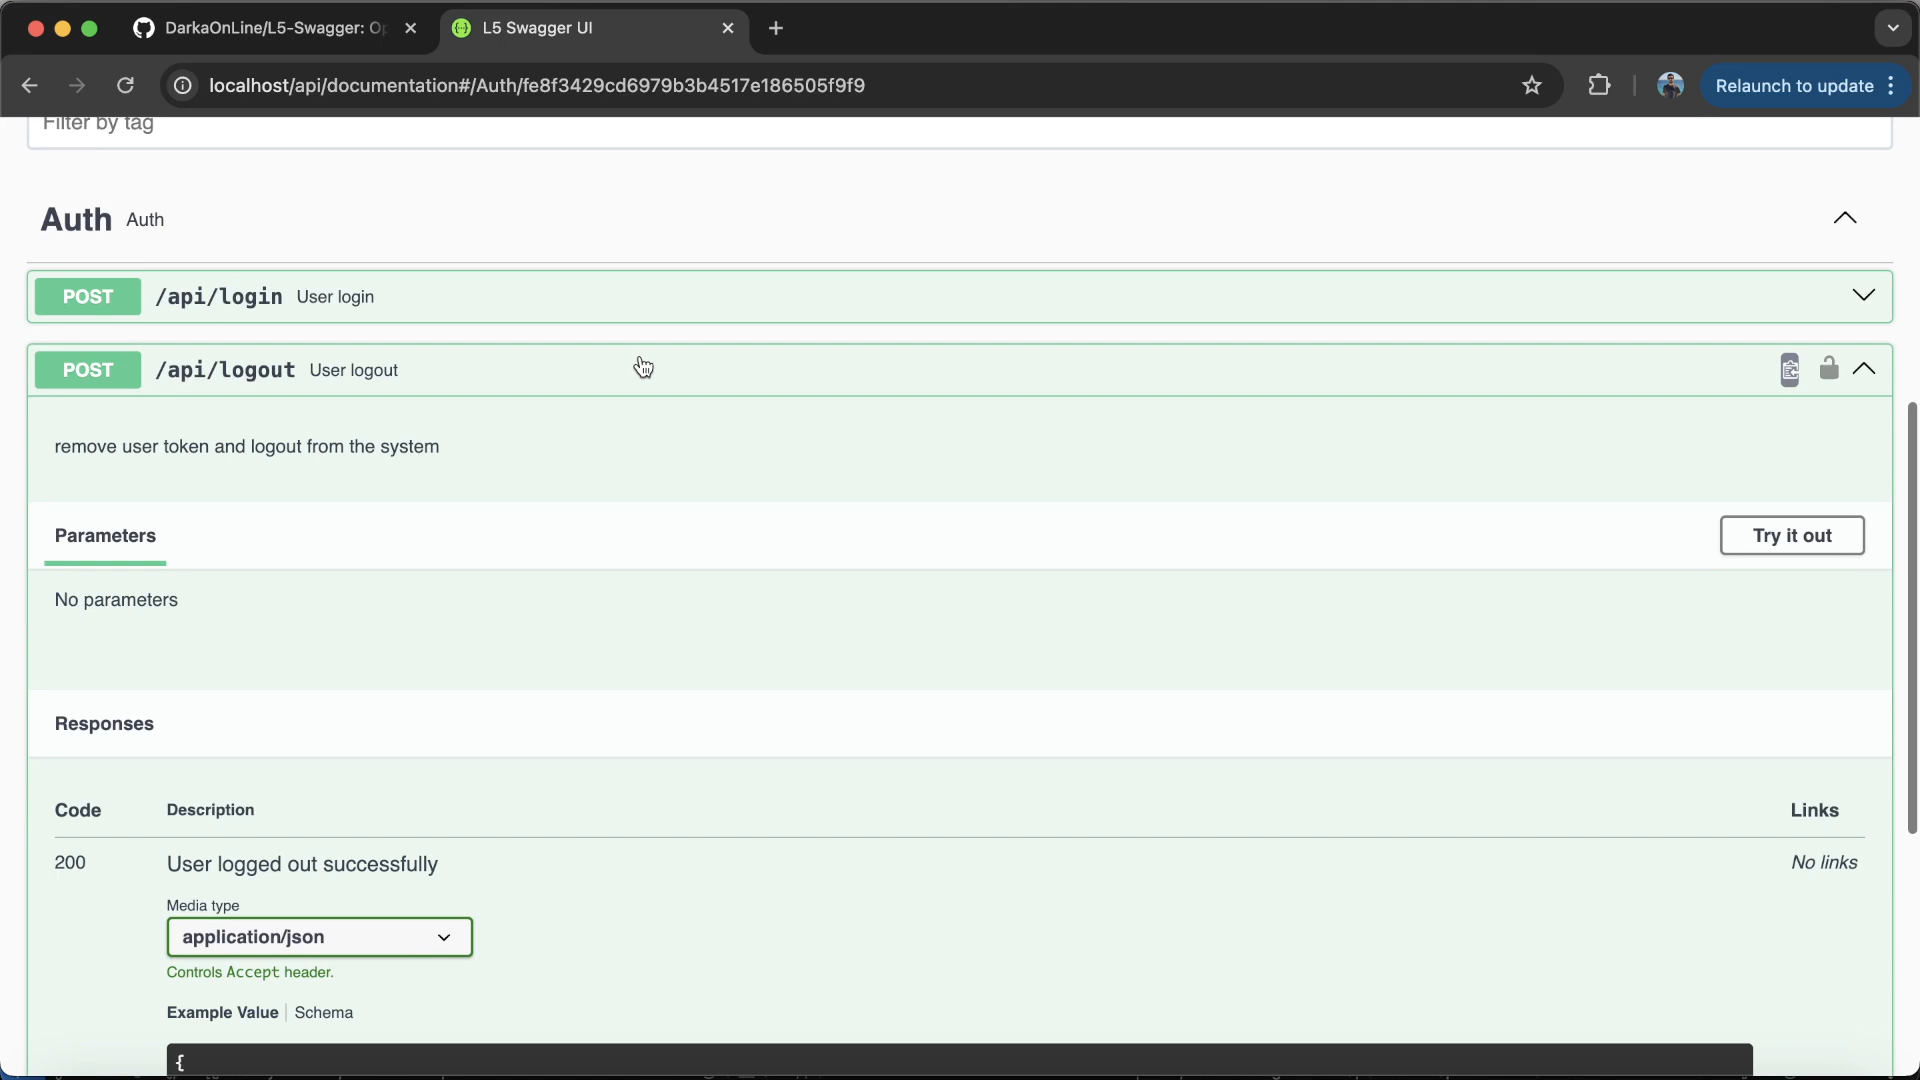 DarkaOnLine/L5-Swagger: Op
L5 Swagger UI
localhost/api/documentation#/Auth/fe8f3429cd6979b3b4517e186505f9f9
Relaunch to update
Filter by tag
Auth Auth
POST /api/login User login
POST /api/logout User logout
remove user token and logout from the system
Parameters
Try it out
No parameters
Responses
Code Description Links
200 User logged out successfully No links
Media type
application/json
Controls Accept header.
Example Value Schema
{